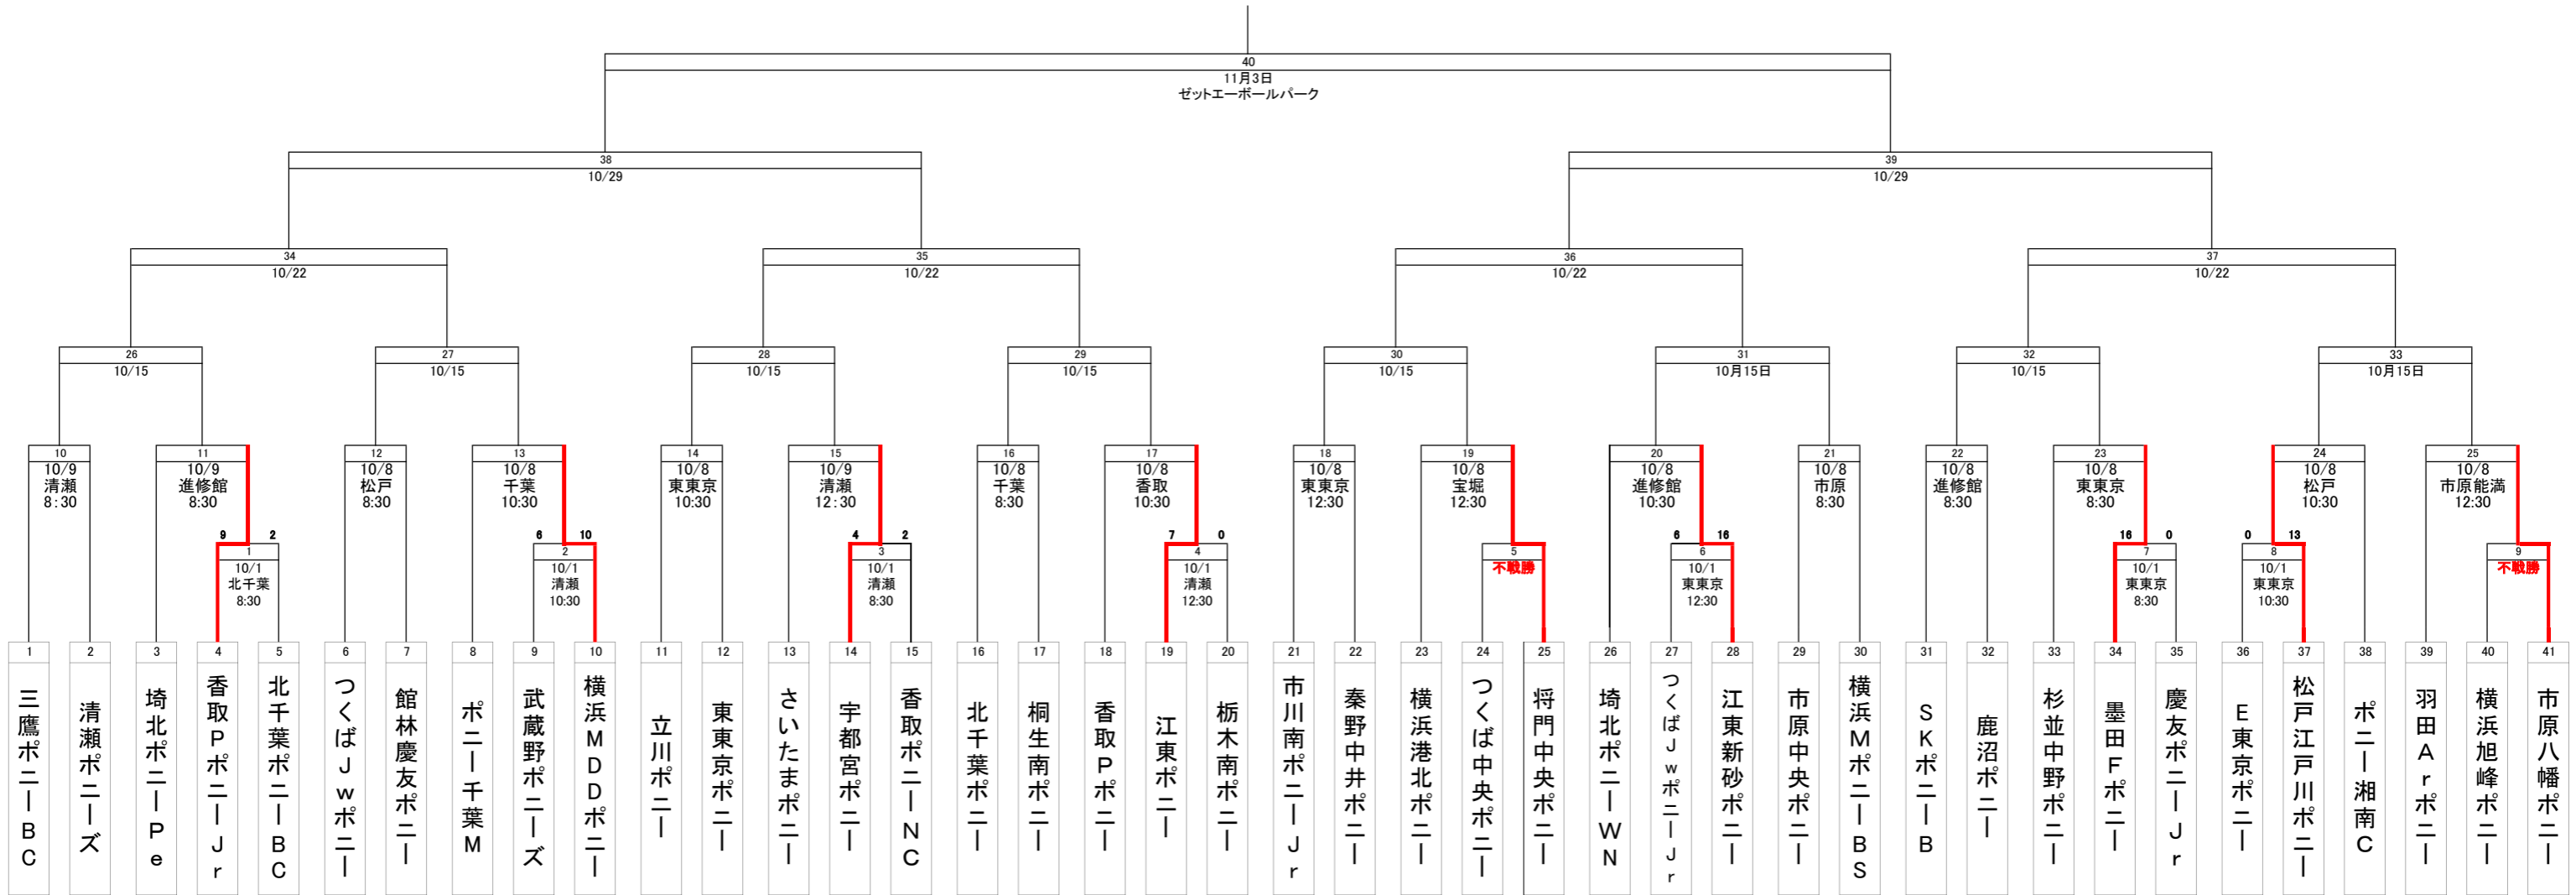 40
11月3日
ゼットエーボールパーク
38
10/29
39
10/29
34
10/22
35
10/22
36
10/22
37
10/22
26
10/15
27
10/15
28
10/15
29
10/15
30
10/15
31
10月15日
32
10/15
33
10月15日
10
10/9
清瀬
8:30
11
10/9
進修館
8:30
12
10/8
松戸
8:30
13
10/8
千葉
10:30
14
10/8
東東京
10:30
15
10/9
清瀬
12:30
16
10/8
千葉
8:30
17
10/8
香取
10:30
18
10/8
東東京
12:30
19
10/8
宝堀
12:30
20
10/8
進修館
10:30
21
10/8
市原
8:30
22
10/8
進修館
8:30
23
10/8
東東京
8:30
24
10/8
松戸
10:30
25
10/8
市原能満
12:30
9 2
1
10/1
北千葉
8:30
6 10
2
10/1
清瀬
10:30
4 2
3
10/1
清瀬
8:30
7 0
4
10/1
清瀬
12:30
5
不戦勝
6 16
6
10/1
東東京
12:30
16 0
7
10/1
東東京
8:30
0 13
8
10/1
東東京
10:30
9
不戦勝
1
三鷹ポニーBC
2
清瀬ポニーズ
3
埼北ポニーPe
4
香取PポニーJr
5
北千葉ポニーBC
6
つくばJwポニー
7
館林慶友ポニー
8
ポニー千葉M
9
武蔵野ポニーズ
10
横浜MDDポニー
11
立川ポニー
12
東東京ポニー
13
さいたまポニー
14
宇都宮ポニー
15
香取ポニーNC
16
北千葉ポニー
17
桐生南ポニー
18
香取Pポニー
19
江東ポニー
20
栃木南ポニー
21
市川南ポニーJr
22
秦野中井ポニー
23
横浜港北ポニー
24
つくば中央ポニー
25
将門中央ポニー
26
埼北ポニーWN
27
つくばJwポニーJr
28
江東新砂ポニー
29
市原中央ポニー
30
横浜MポニーBS
31
SKポニーB
32
鹿沼ポニー
33
杉並中野ポニー
34
墨田Fポニー
35
慶友ポニーJr
36
E東京ポニー
37
松戸江戸川ポニー
38
ポニー湘南C
39
羽田Arポニー
40
横浜旭峰ポニー
41
市原八幡ポニー